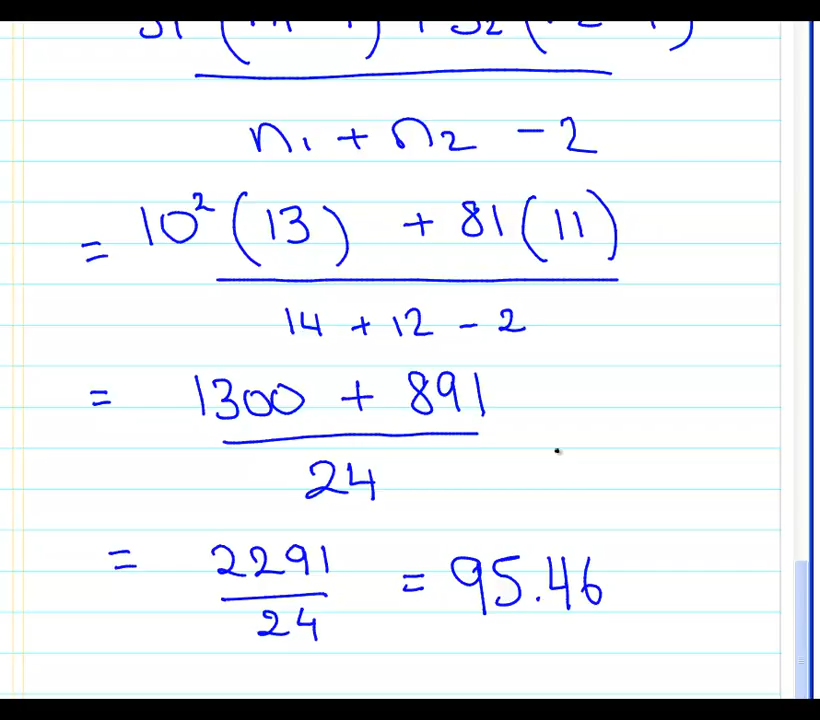 n₁ + n₂ - 2
= 10² (13) + 81 (11)
14 + 12 - 2
= 1300 + 891
24
= 2291 = 95.46
24